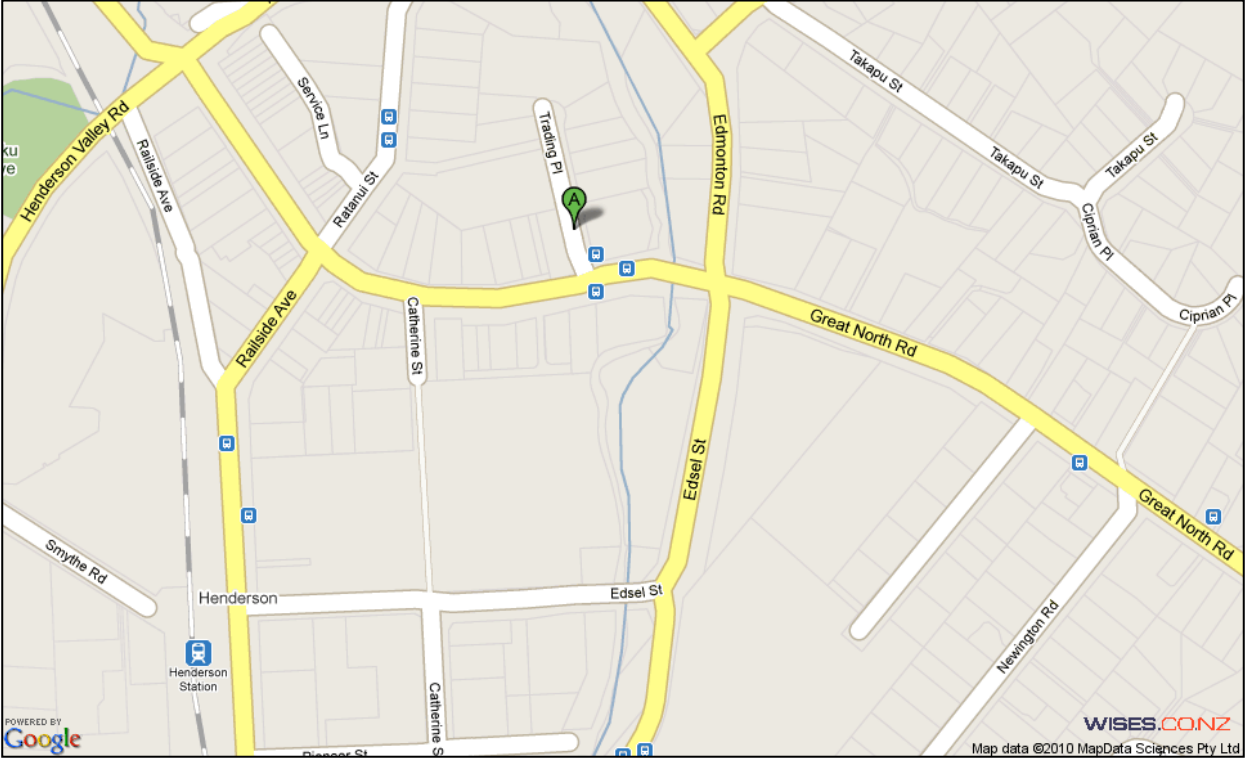 Takapu St
Service Ln
Henderson Valley Rd
Trading Pl
Edmonton Rd
Railside Ave
ku
ve
Takapu St
Takapu St
Ratanui St
A
Ciprian Pl
Ciprian Pl
Railside Ave
Catherine St
Great North Rd
Edsel St
Great North Rd
Smythe Rd
Henderson
Edsel St
Newington Rd
Henderson
Station
Catherine S
POWERED BY
Google
Pioneer St
WISES.CO.NZ
Map data ©2010 MapData Sciences Pty Ltd